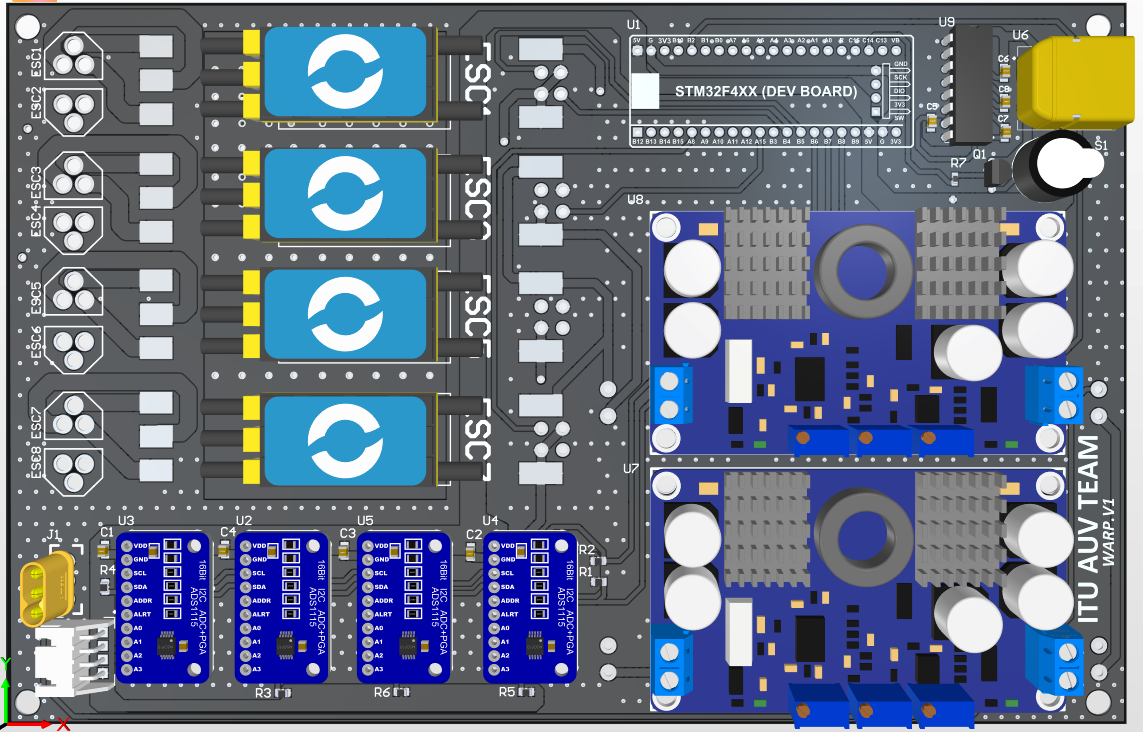 ESC1
ESC2
ESC3
ESC4
ESC5
ESC6
ESC7
ESC8
ESC
ESC
ESC
ESC
U1
5V G 3V3 B10 B2 B1 B0 A7 A6 A5 A4 A3 A2 A1 A0 R C15 C14 C13 VB
GND
SCK
DIO
3V3
SW
STM32F4XX (DEV BOARD)
B12 B13 B14 B15 A8 A9 A10 A11 A12 A15 B3 B4 B5 B6 B7 B8 B9 5V G 3V3
U9
U6
C6
C8
C5
C7
Q1
S1
R7
U8
U7
ITU AUV TEAM
WARP.V1
J1
C1
R4
U3
VDD
GND
SCL
SDA
ADDR
ALRT
A0
A1
A2
A3
16Bit I2C ADC+PGA
ADS1115
C4
U2
VDD
GND
SCL
SDA
ADDR
ALRT
A0
A1
A2
A3
16Bit I2C ADC+PGA
ADS1115
R3
C3
U5
VDD
GND
SCL
SDA
ADDR
ALRT
A0
A1
A2
A3
16Bit I2C ADC+PGA
ADS1115
R6
C2
U4
VDD
GND
SCL
SDA
ADDR
ALRT
A0
A1
A2
A3
16Bit I2C ADC+PGA
ADS1115
R5
R2
R1
Y
X